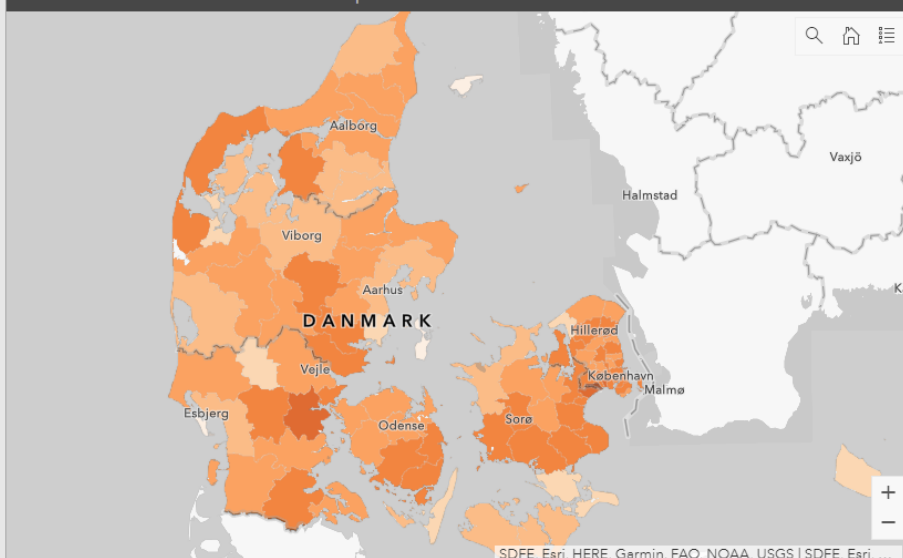 Aalborg
Vaxjö
Halmstad
Viborg
Aarhus
DANMARK
Hillerød
Vejle
København
Malmø
Esbjerg
Sorø
Odense
+
−
SDFE, Esri, HERE, Garmin, FAO, NOAA, USGS | SDFE, Esri, ...